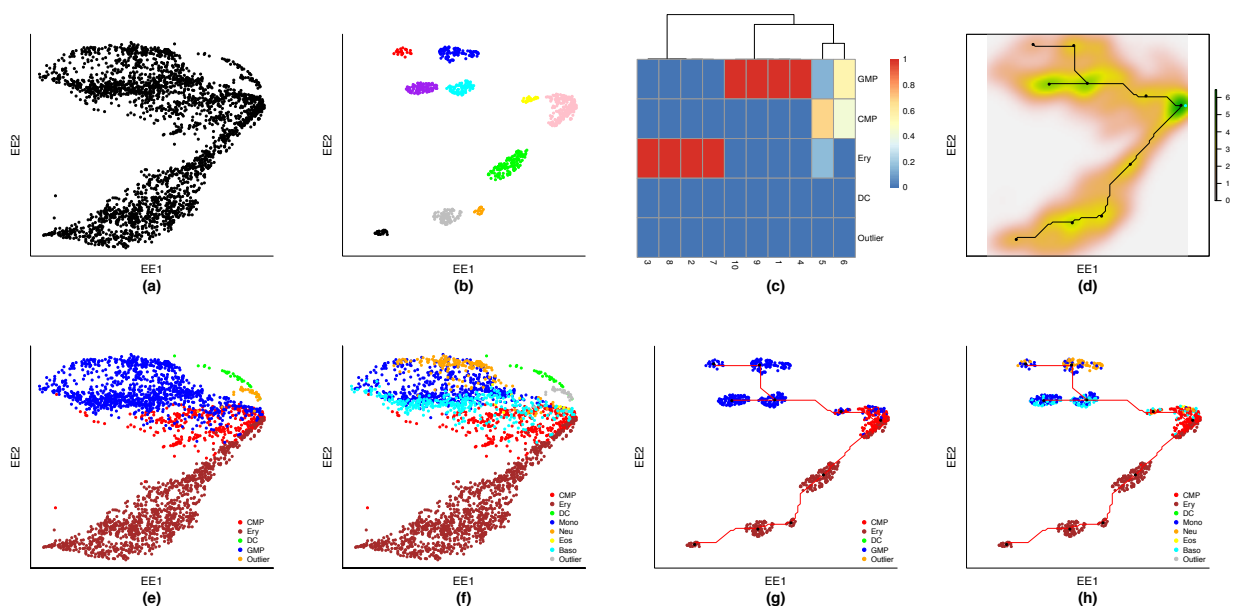 EE2
EE1
(a)
EE2
EE1
(b)
GMP
CMP
Ery
DC
Outlier
3 8 2 7 10 9 1 4 5 6
1
0.8
0.6
0.4
0.2
0
(c)
EE2
EE1
6
5
4
3
2
1
0
(d)
EE2
EE1
CMP
Ery
DC
GMP
Outlier
(e)
EE2
EE1
CMP
Ery
DC
Mono
Neu
Eos
Baso
Outlier
(f)
EE2
EE1
CMP
Ery
DC
GMP
Outlier
(g)
EE2
EE1
CMP
Ery
DC
Mono
Neu
Eos
Baso
Outlier
(h)